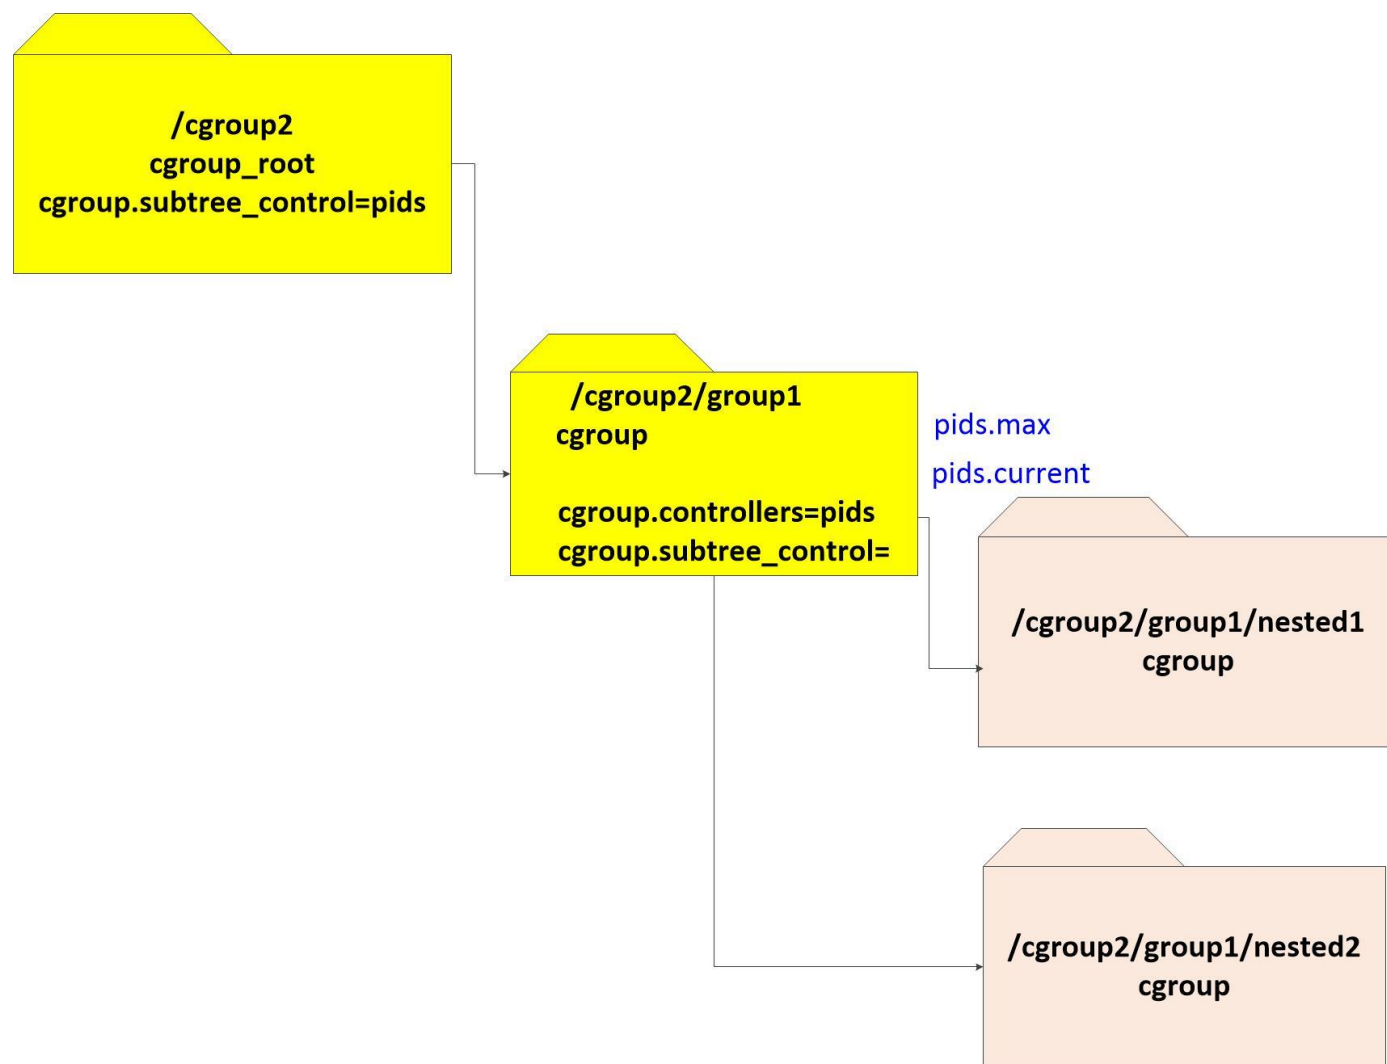 /cgroup2
cgroup_root
cgroup.subtree_control=pids
/cgroup2/group1
cgroup
cgroup.controllers=pids
cgroup.subtree_control=
pids.max
pids.current
/cgroup2/group1/nested1
cgroup
/cgroup2/group1/nested2
cgroup